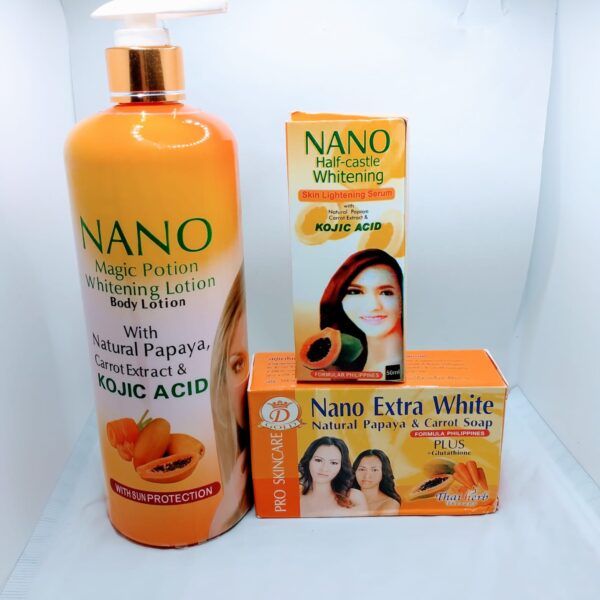 NANO
Magic Potion
Whitening Lotion
Body Lotion
With
Natural Papaya,
Carrot Extract &
KOJIC ACID
WITH SUN PROTECTION
NANO
Half-castle
Whitening
Skin Lightening Serum
with
Natural Papaya
Carrot Extract &
KOJIC ACID
FORMULAR PHILIPPINES
50ml
PRO SKINCARE
D
GOLD
Nano Extra White
Natural Papaya & Carrot Soap
FORMULA PHILIPPINES
PLUS
+Glutathione
Thai Herb